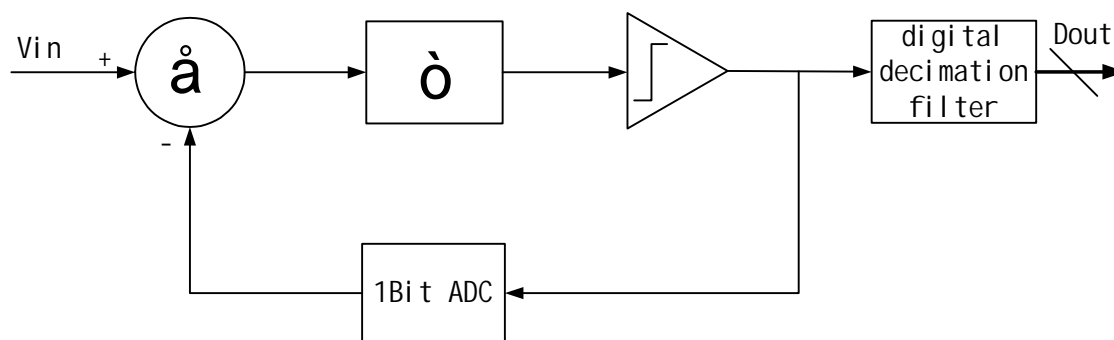 Vin
+
å
ò
digital
decimation
filter
Dout
-
1Bit ADC